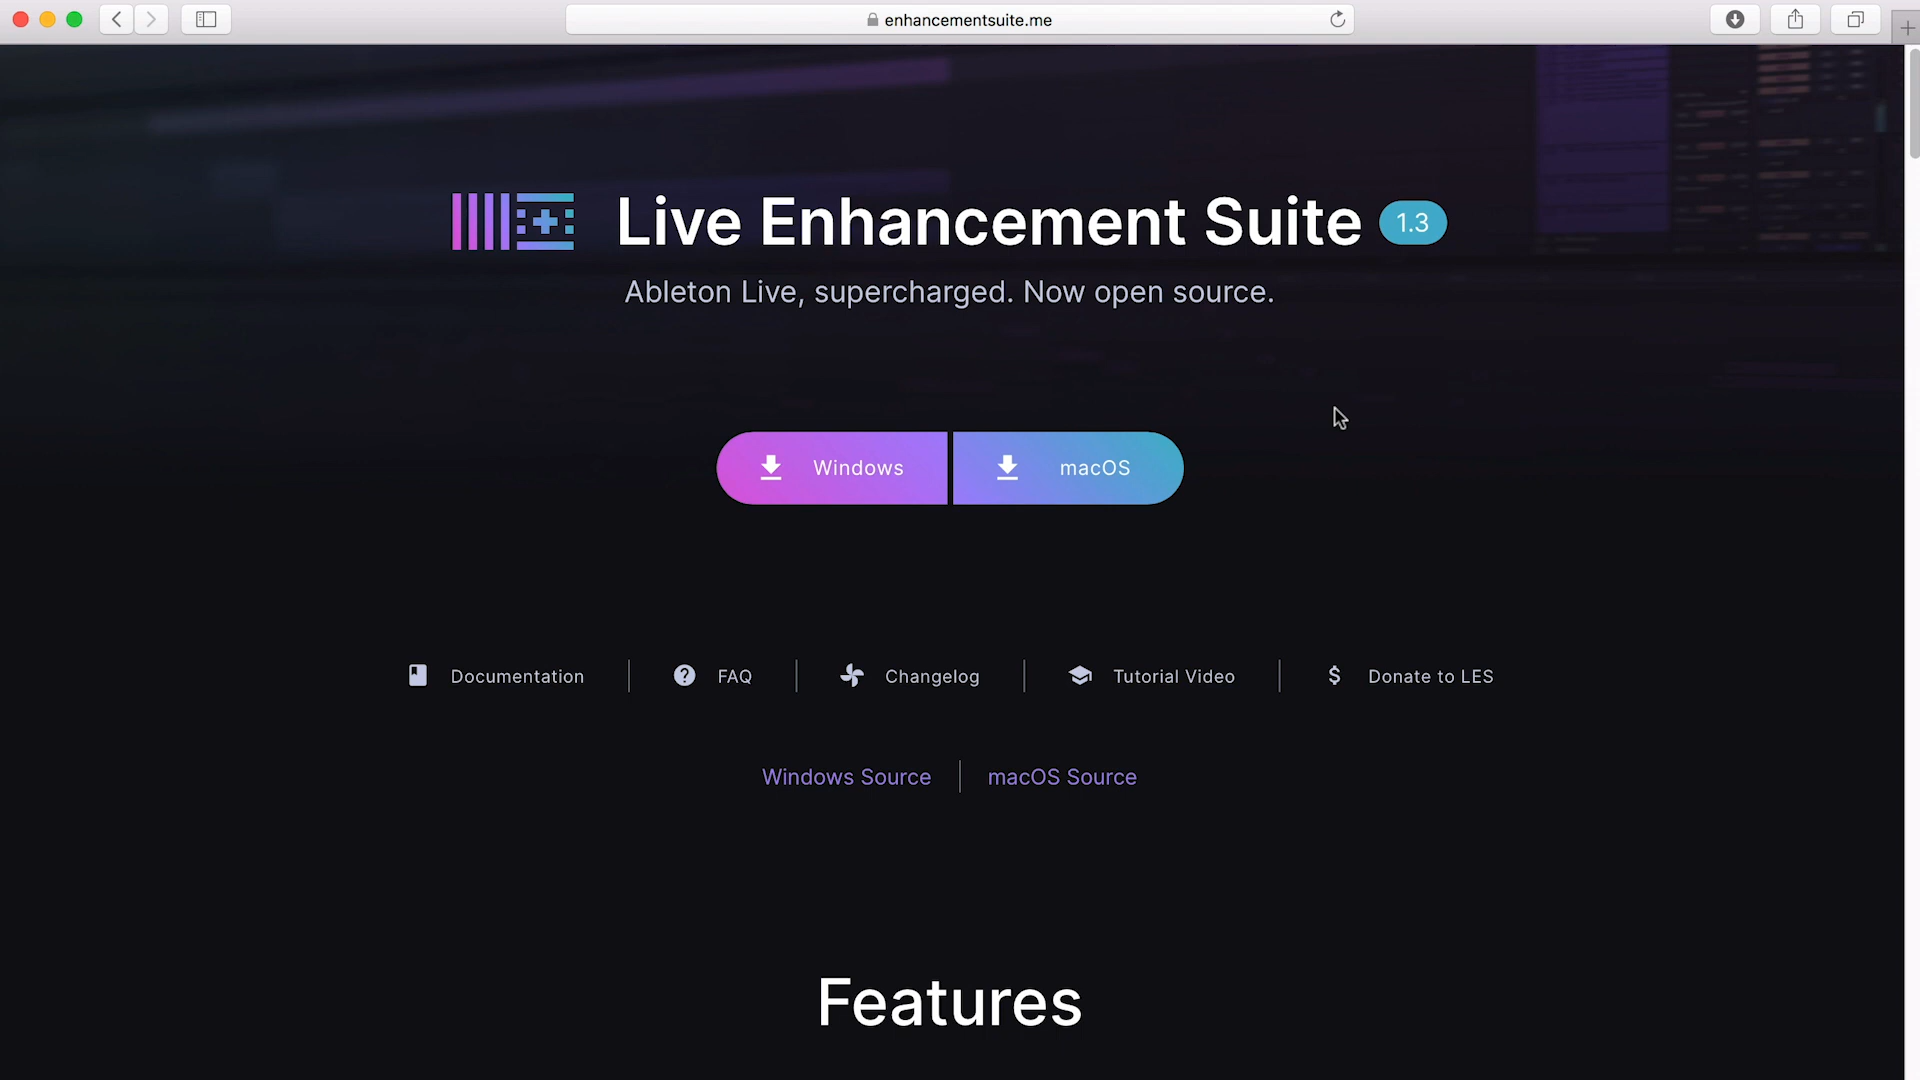 enhancementsuite.me
Live Enhancement Suite 1.3
Ableton Live, supercharged. Now open source.
Windows macOS
Documentation FAQ Changelog Tutorial Video Donate to LES
Windows Source macOS Source
Features